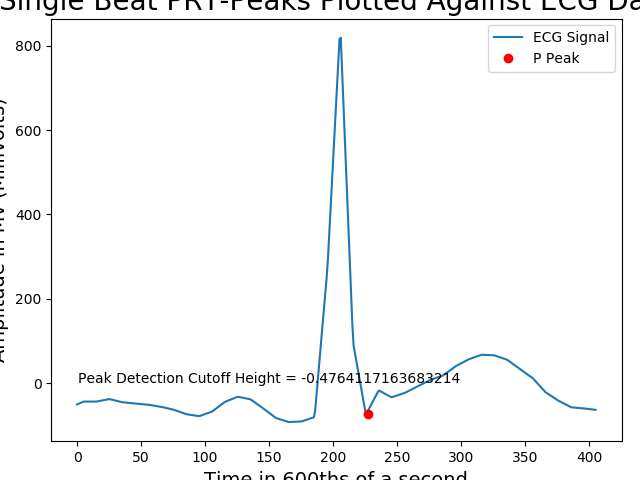 Single Beat PRT-Peaks Plotted Against ECG Da
ECG Signal
P Peak
800
600
400
200
0
Amplitude in MV (Millivolts)
Peak Detection Cutoff Height = -0.4764117163683214
0 50 100 150 200 250 300 350 400
Time in 600ths of a second